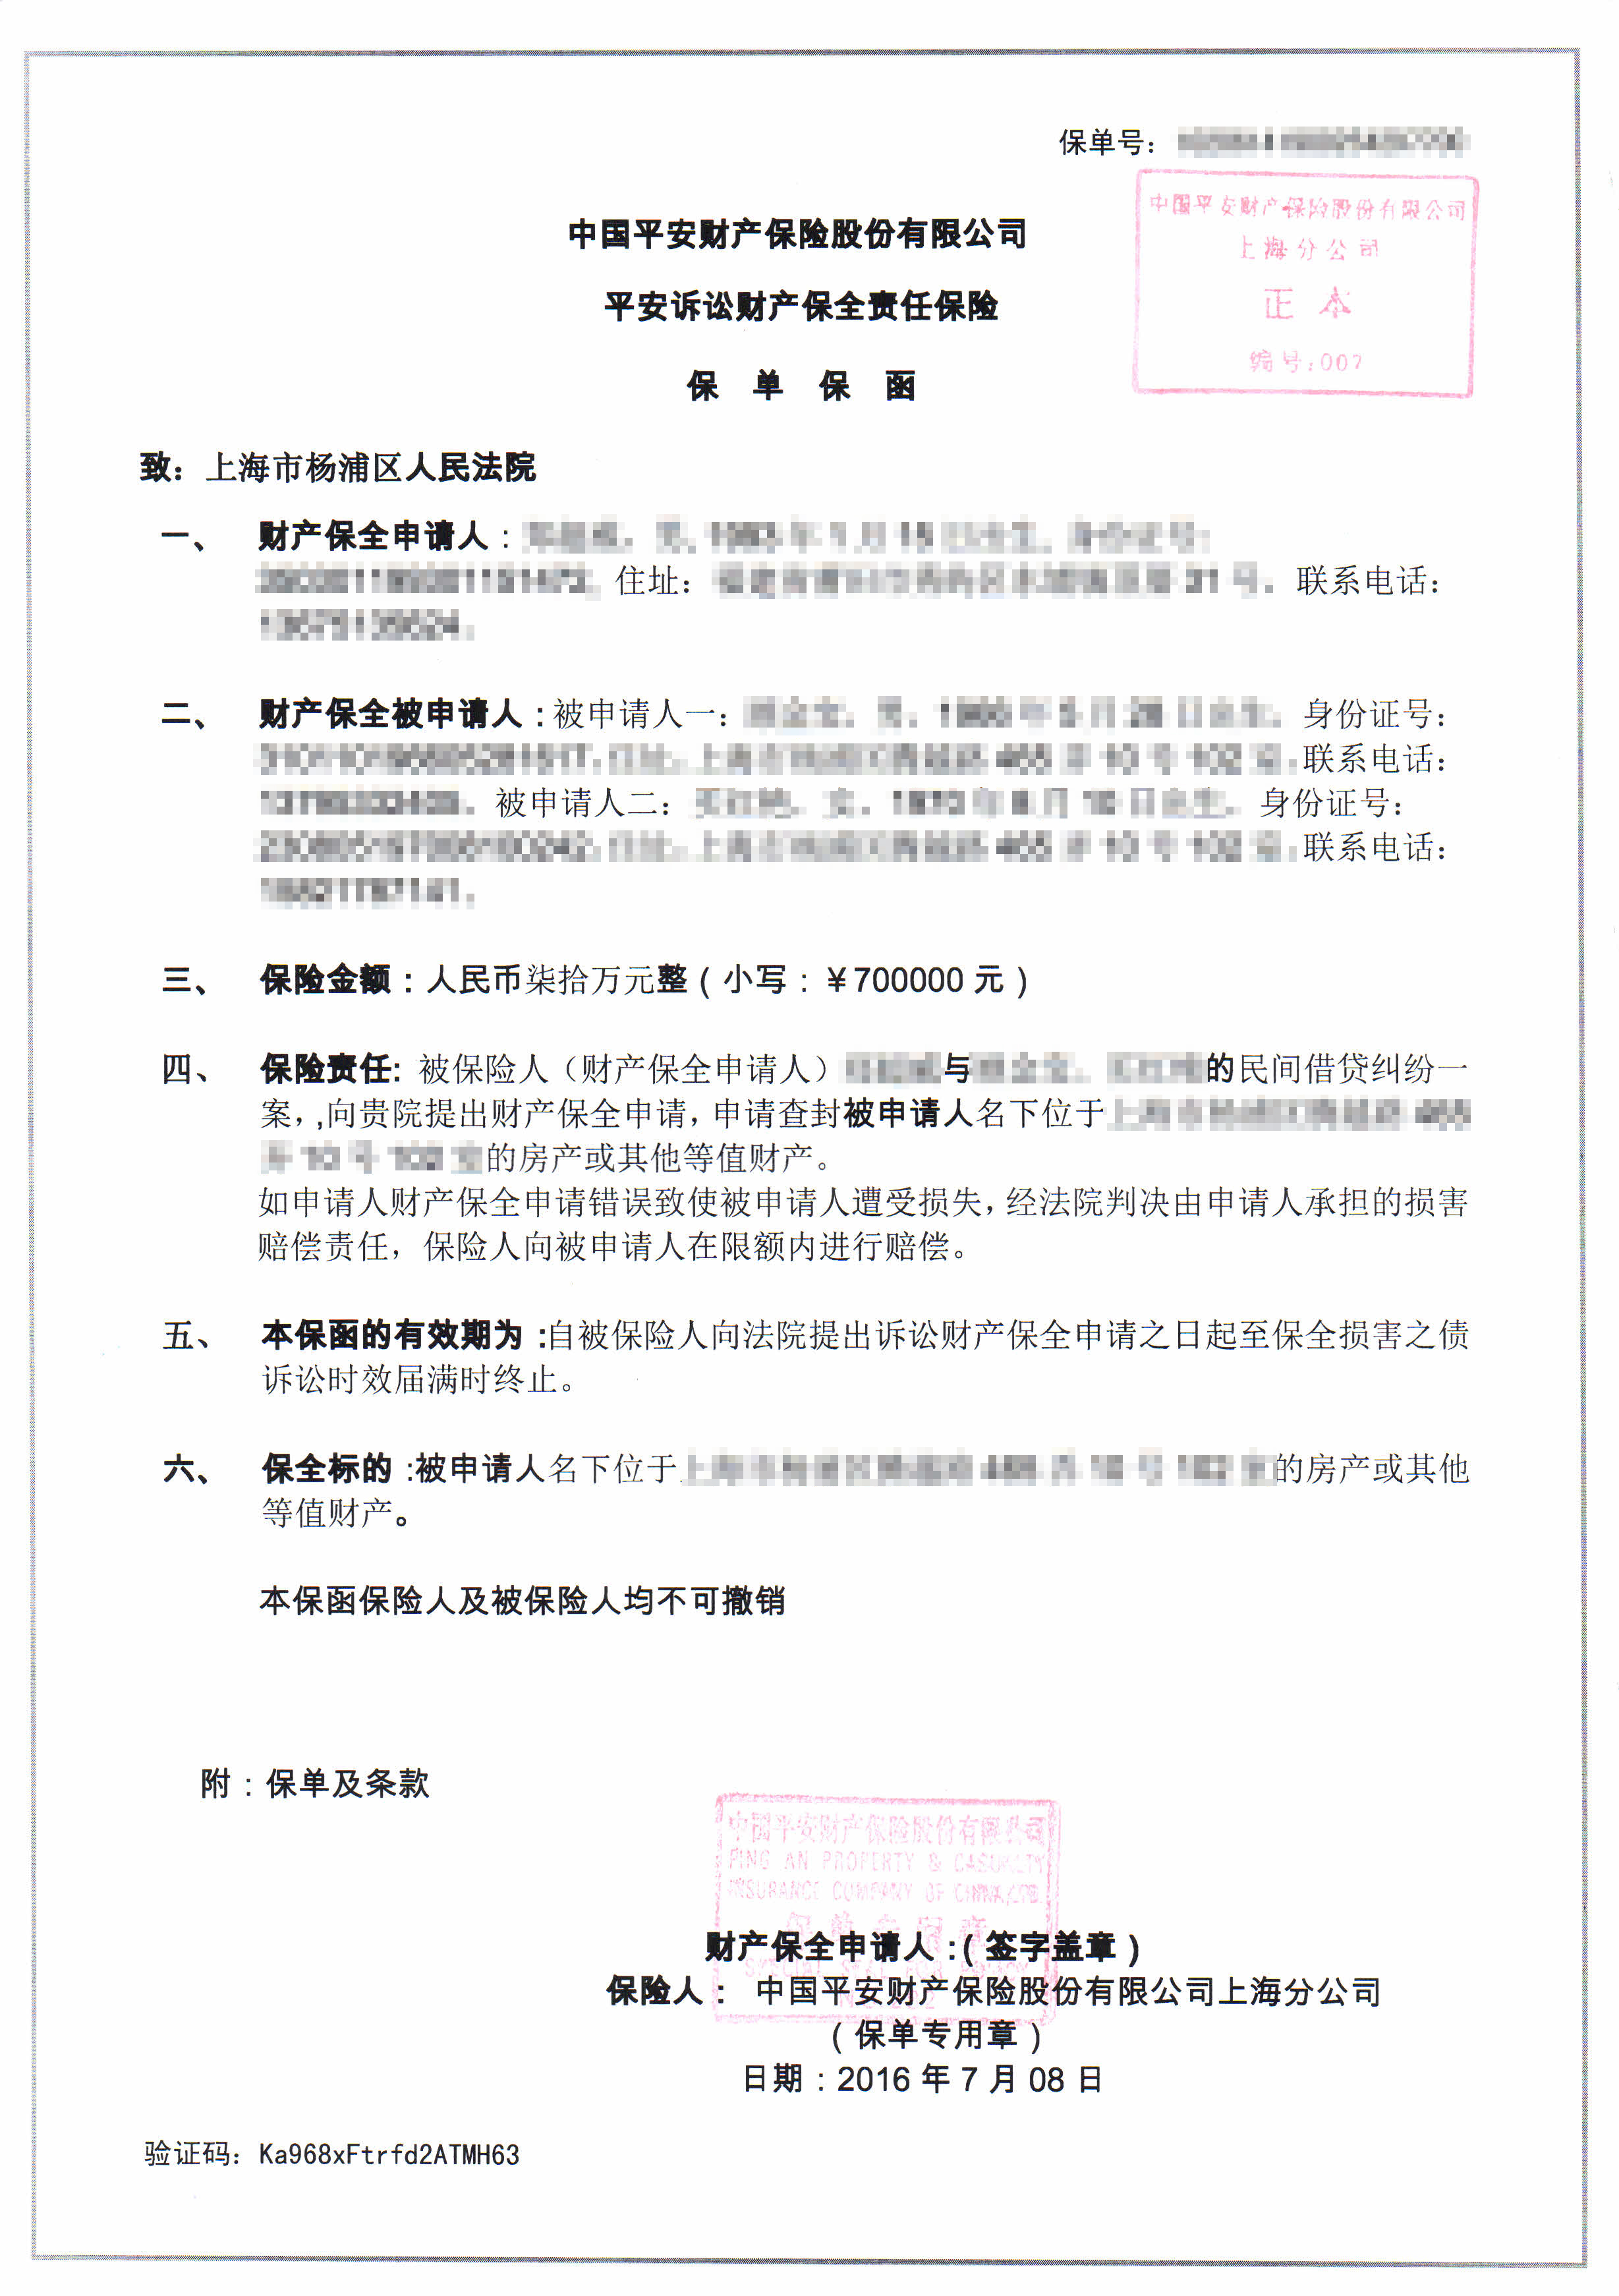 保单号：
中国平安财产保险股份有限公司
上海分公司
正本
编号:007
中国平安财产保险股份有限公司
平安诉讼财产保全责任保险
保 单 保 函
致：上海市杨浦区人民法院
一、 财产保全申请人：
住址： 联系电话：
二、 财产保全被申请人：被申请人一： 身份证号：
联系电话：
被申请人二： 身份证号：
联系电话：
三、 保险金额：人民币柒拾万元整（小写：￥700000 元）
四、 保险责任: 被保险人（财产保全申请人） 与 的民间借贷纠纷一
案，,向贵院提出财产保全申请，申请查封被申请人名下位于
的房产或其他等值财产。
如申请人财产保全申请错误致使被申请人遭受损失，经法院判决由申请人承担的损害
赔偿责任，保险人向被申请人在限额内进行赔偿。
五、 本保函的有效期为：自被保险人向法院提出诉讼财产保全申请之日起至保全损害之债
诉讼时效届满时终止。
六、 保全标的：被申请人名下位于 的房产或其他
等值财产。
本保函保险人及被保险人均不可撤销
附：保单及条款
中国平安财产保险股份有限公司
PING AN PROPERTY & CASUALTY
INSURANCE COMPANY OF CHINA,LTD.
保单专用章
SPECIAL SEAL FOR POLICY
财产保全申请人：（签字盖章）
保险人： 中国平安财产保险股份有限公司上海分公司
（保单专用章）
日期：2016 年 7 月 08 日
验证码：Ka968xFtrfd2ATMH63